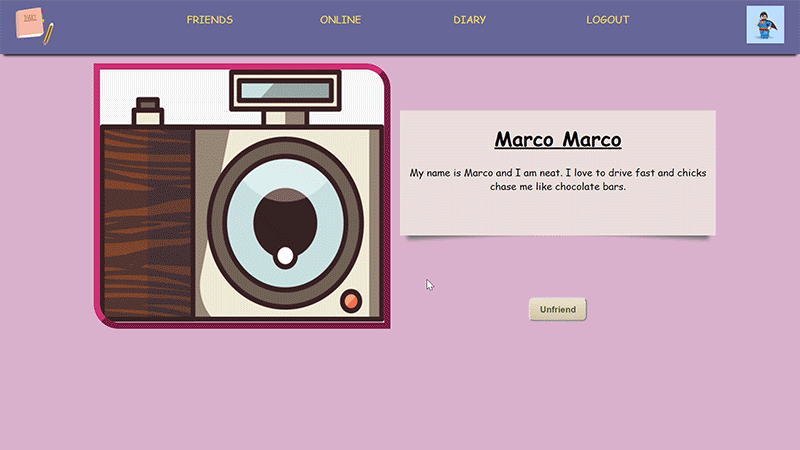 DIARY
FRIENDS
ONLINE
DIARY
LOGOUT
Marco Marco
My name is Marco and I am neat. I love to drive fast and chicks
chase me like chocolate bars.
Unfriend